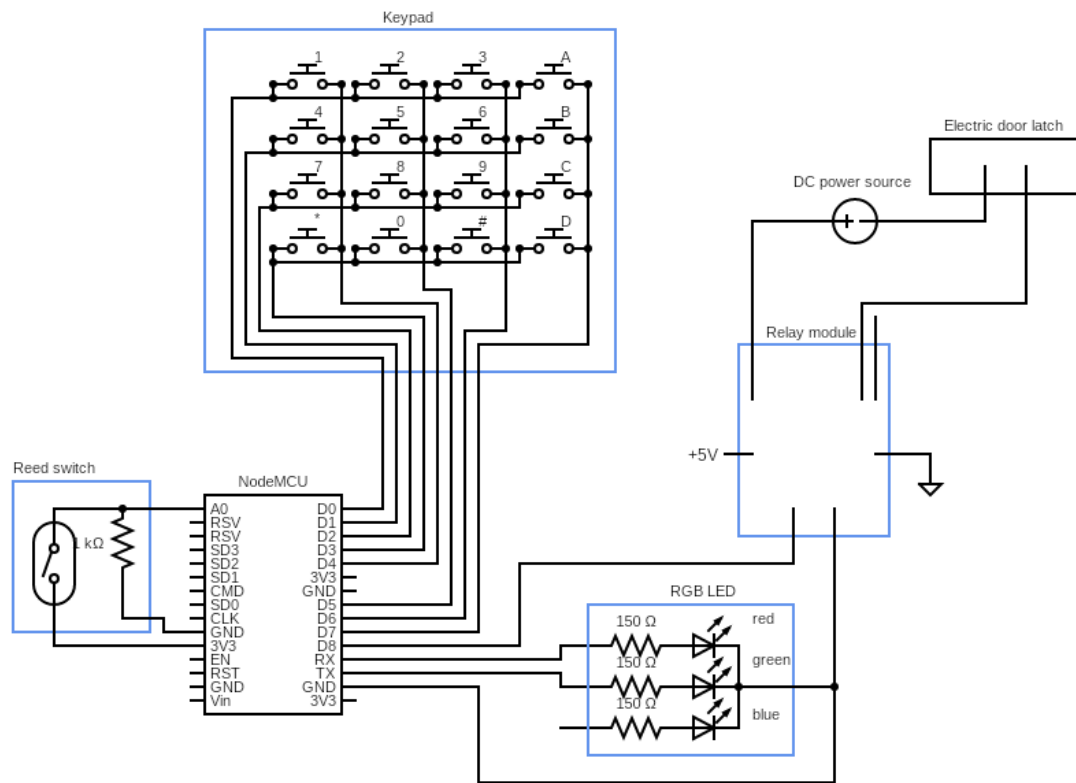 Keypad
1 2 3 A
4 5 6 B
7 8 9 C
* 0 # D
Electric door latch
DC power source
Relay module
+5V
Reed switch
1 kΩ
NodeMCU
A0 D0
RSV D1
RSV D2
SD3 D3
SD2 D4
SD1 3V3
CMD GND
SD0 D5
CLK D6
GND D7
3V3 D8
EN RX
RST TX
GND GND
Vin 3V3
RGB LED
150 Ω red
150 Ω green
150 Ω blue